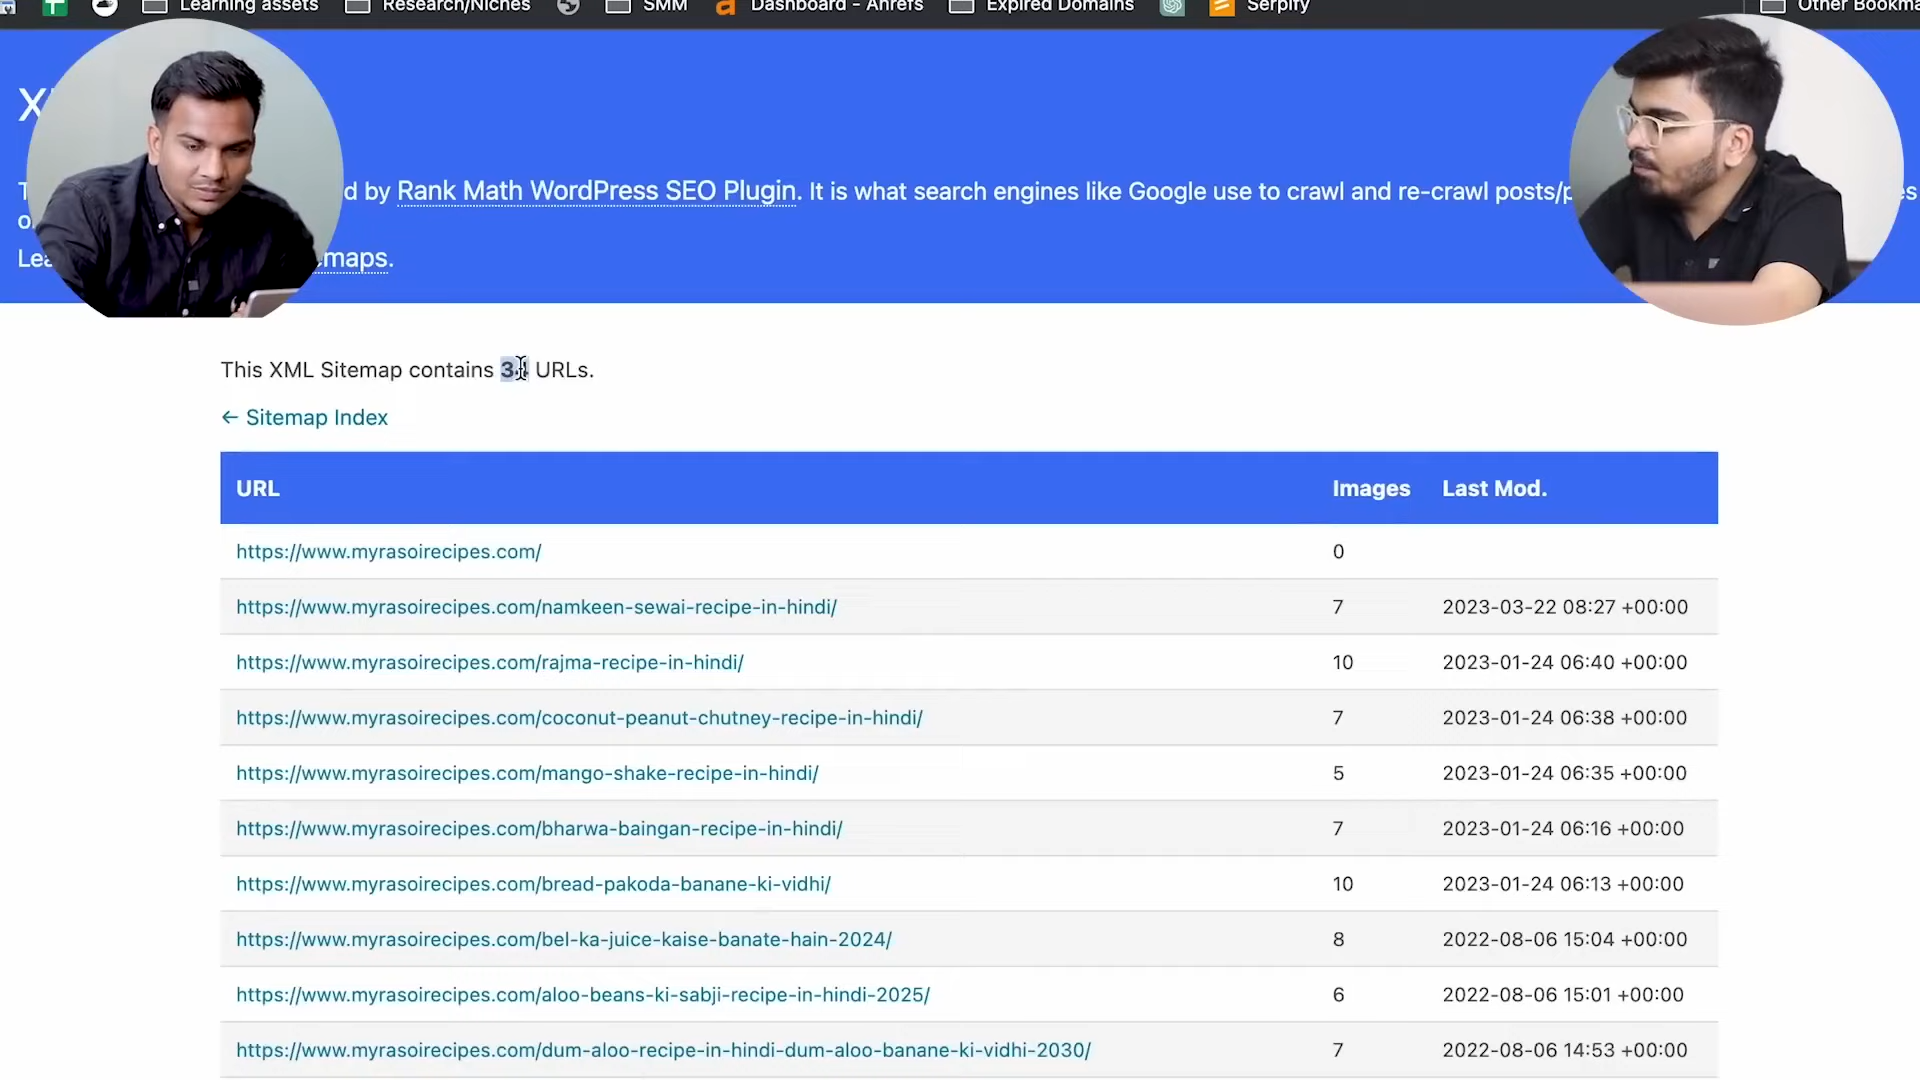 Learning assets Research/Niches SMM Dashboard - Ahrefs Expired Domains Serpify Other Bookma
X
d by Rank Math WordPress SEO Plugin. It is what search engines like Google use to crawl and re-crawl posts/p
Lea emaps.
This XML Sitemap contains URLs.
← Sitemap Index
URL Images Last Mod.
https://www.myrasoirecipes.com/ 0
https://www.myrasoirecipes.com/namkeen-sewai-recipe-in-hindi/ 7 2023-03-22 08:27 +00:00
https://www.myrasoirecipes.com/rajma-recipe-in-hindi/ 10 2023-01-24 06:40 +00:00
https://www.myrasoirecipes.com/coconut-peanut-chutney-recipe-in-hindi/ 7 2023-01-24 06:38 +00:00
https://www.myrasoirecipes.com/mango-shake-recipe-in-hindi/ 5 2023-01-24 06:35 +00:00
https://www.myrasoirecipes.com/bharwa-baingan-recipe-in-hindi/ 7 2023-01-24 06:16 +00:00
https://www.myrasoirecipes.com/bread-pakoda-banane-ki-vidhi/ 10 2023-01-24 06:13 +00:00
https://www.myrasoirecipes.com/bel-ka-juice-kaise-banate-hain-2024/ 8 2022-08-06 15:04 +00:00
https://www.myrasoirecipes.com/aloo-beans-ki-sabji-recipe-in-hindi-2025/ 6 2022-08-06 15:01 +00:00
https://www.myrasoirecipes.com/dum-aloo-recipe-in-hindi-dum-aloo-banane-ki-vidhi-2030/ 7 2022-08-06 14:53 +00:00